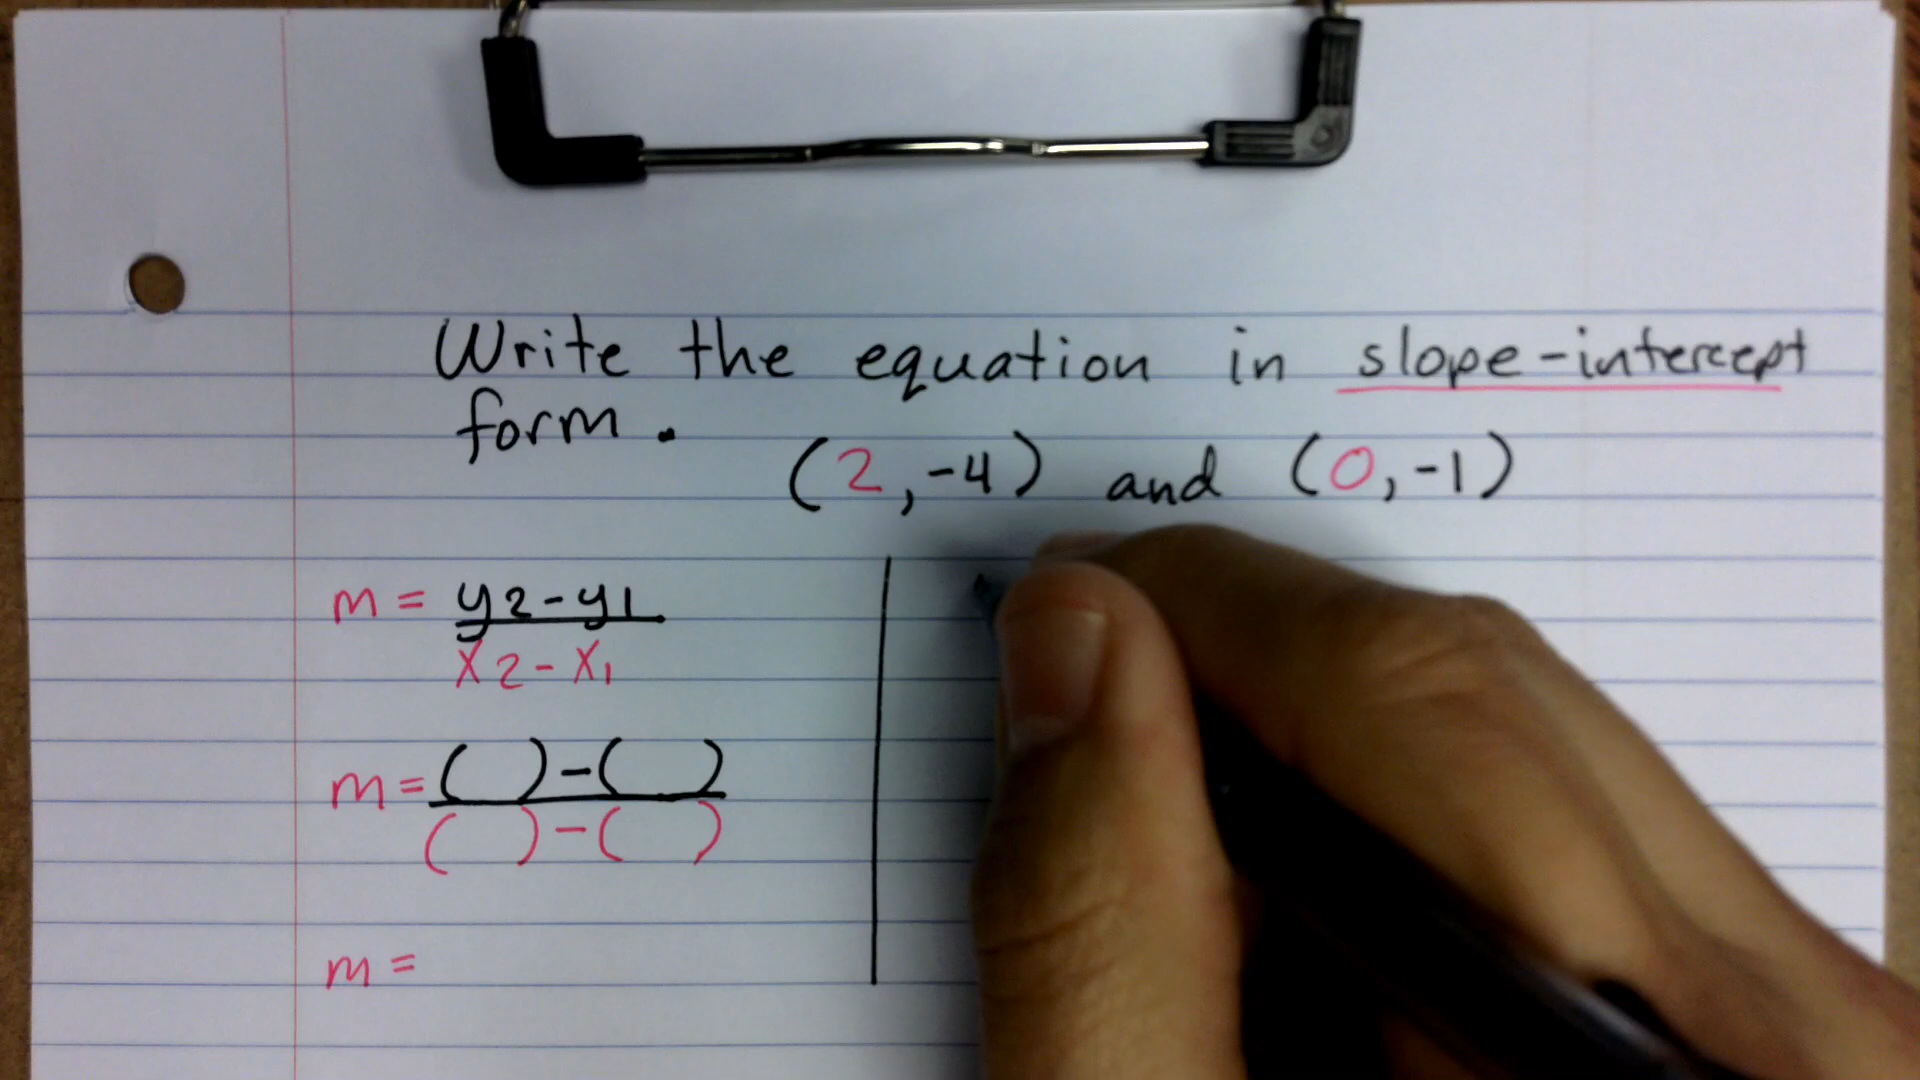 Write the equation in slope-intercept
form.
(2,-4) and (0,-1)
m = y2-y1
x2-x1
m = ( ) - ( )
( ) - ( )
m =